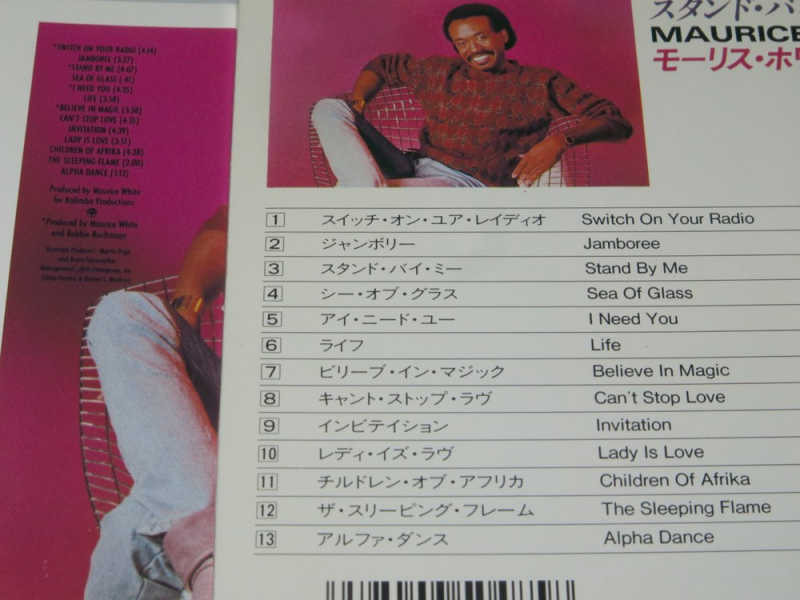 "SWITCH ON YOUR RADIO (4:14)
JAMBOREE (3:27)
"STAND BY ME (4:07)
SEA OF GLASS (:41)
"I NEED YOU (4:35)
LIFE (3:58)
"BELIEVE IN MAGIC (3:58)
CAN'T STOP LOVE (4:31)
INVITATION (4:39)
LADY IS LOVE (3:51)
CHILDREN OF AFRIKA (4:38)
THE SLEEPING FLAME (2:00)
ALPHA DANCE (1:13)
Produced by Maurice White
for Kalimba Productions
"Produced by Maurice White
and Robbie Buchanan
Associate Producers: Martin Page
and Brian Fairweather
スタンド・バ
MAURICE
モーリス・ホワ
1 スイッチ・オン・ユア・レイディオ Switch On Your Radio
2 ジャンボリー Jamboree
3 スタンド・バイ・ミー Stand By Me
4 シー・オブ・グラス Sea Of Glass
5 アイ・ニード・ユー I Need You
6 ライフ Life
7 ビリーブ・イン・マジック Believe In Magic
8 キャント・ストップ・ラヴ Can't Stop Love
9 インビテイション Invitation
10 レディ・イズ・ラヴ Lady Is Love
11 チルドレン・オブ・アフリカ Children Of Afrika
12 ザ・スリーピング・フレーム The Sleeping Flame
13 アルファ・ダンス Alpha Dance